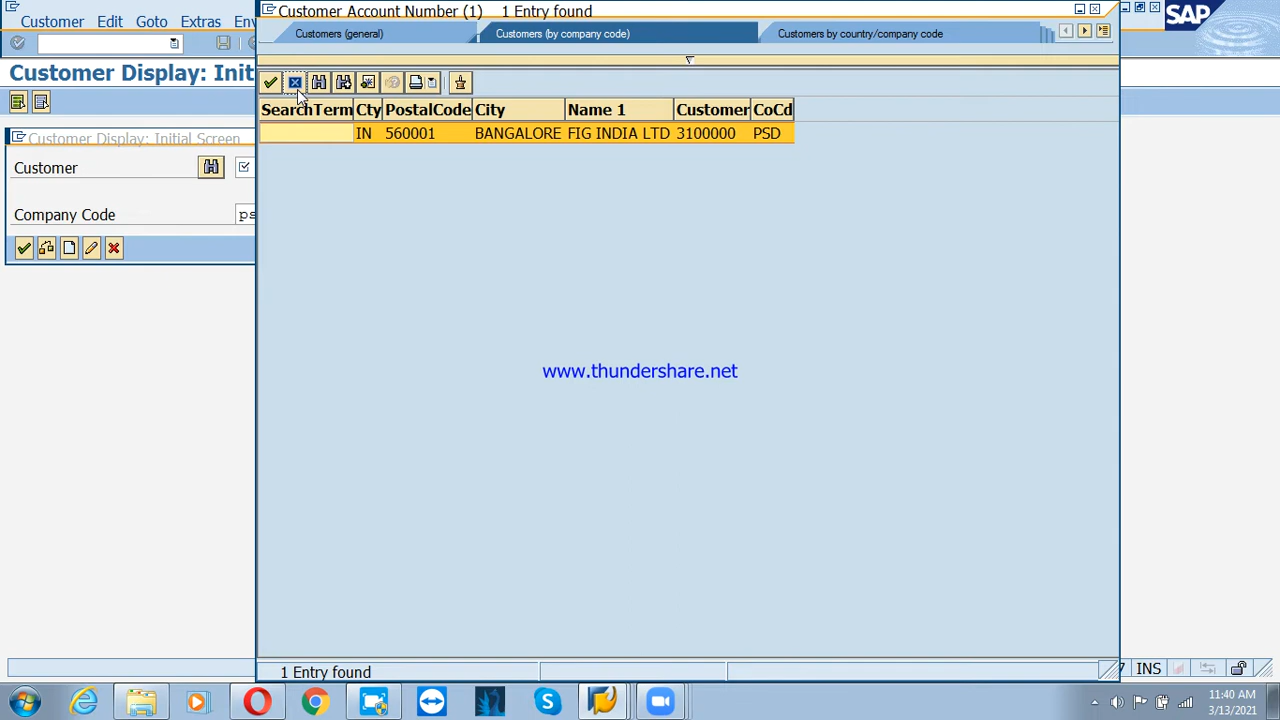 Customer Account Number (1) 1 Entry found
Customer Edit Goto Extras
Customers (general) Customers (by company code) Customers by country/company code
SAP
Customer Display: Init
SearchTerm Cty PostalCode City Name 1 Customer CoCd
IN 560001 BANGALORE FIG INDIA LTD 3100000 PSD
Customer Display: Initial Screen
Customer
Company Code ps
www.thundershare.net
1 Entry found
INS
11:40 AM
3/13/2021